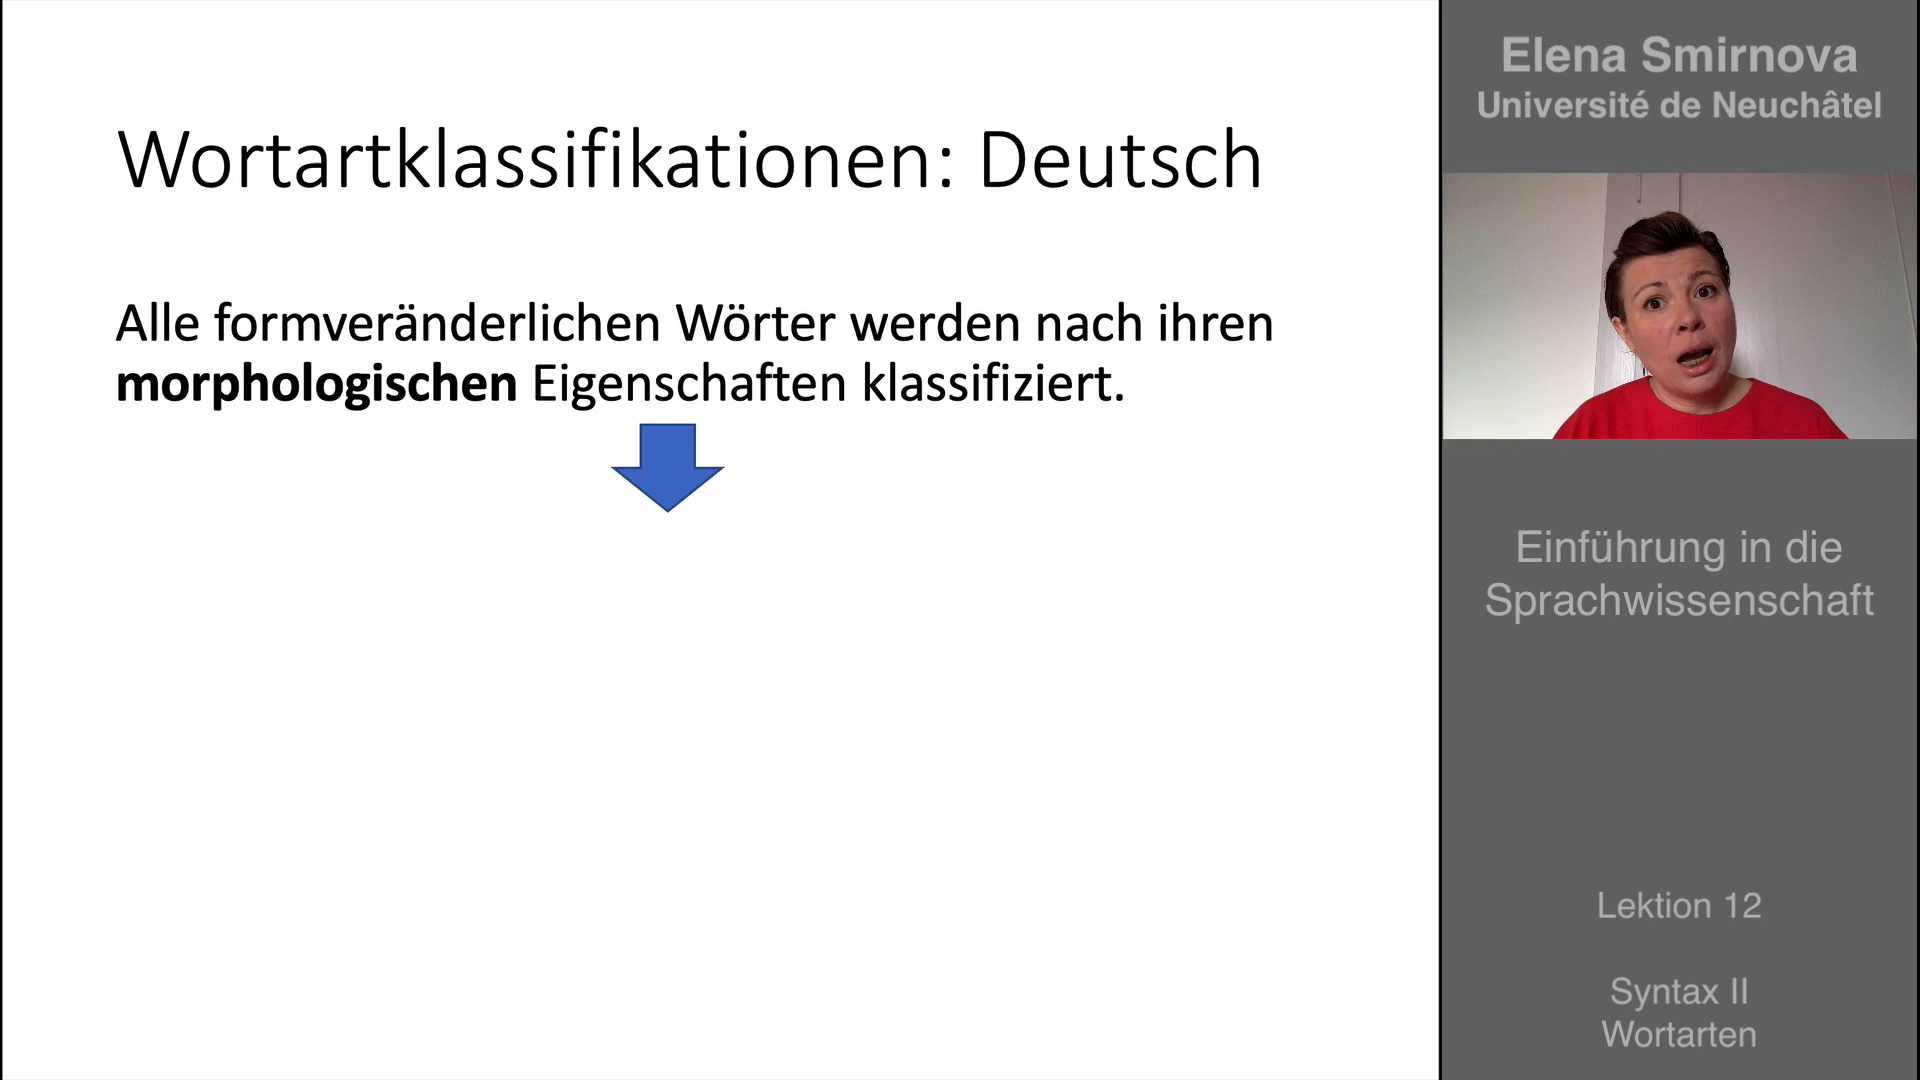 Wortartklassifikationen: Deutsch
Alle formveränderlichen Wörter werden nach ihren
morphologischen Eigenschaften klassifiziert.
Elena Smirnova
Université de Neuchâtel
Einführung in die
Sprachwissenschaft
Lektion 12
Syntax II
Wortarten